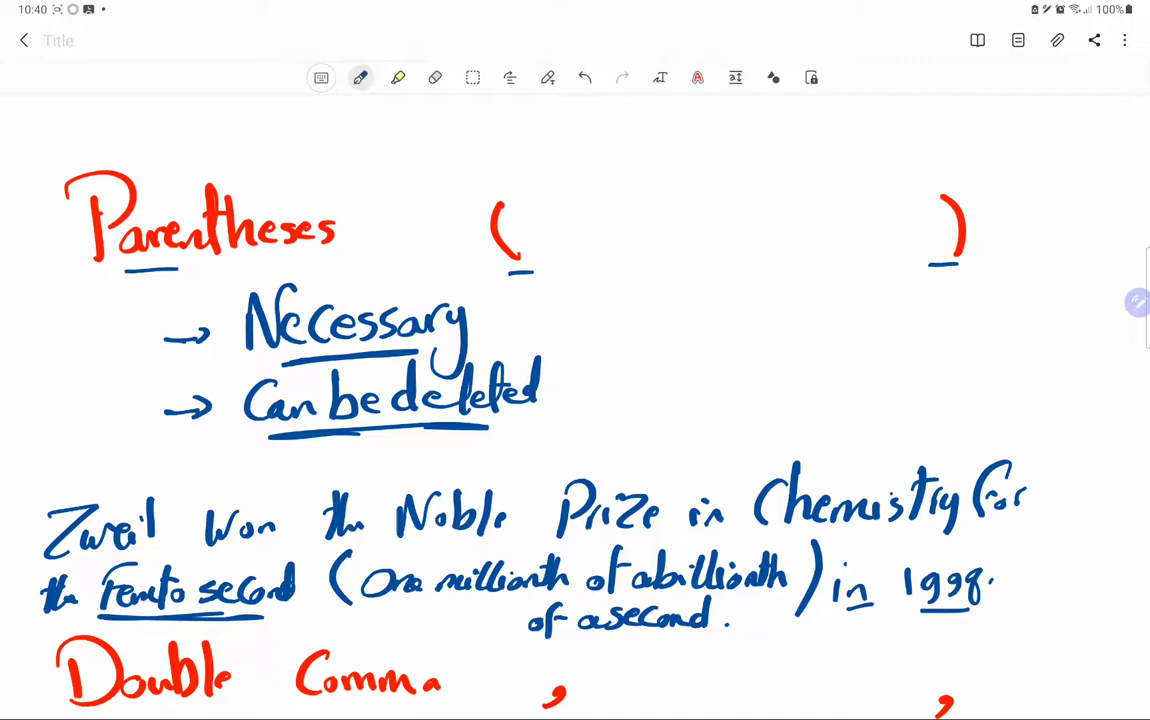 10:40 100%
Title
Parentheses ( )
→ Necessary
→ Can be deleted
Zweil won the Noble Prize in Chemistry for
the Femto second (One millionth of a billionth ) in 1998.
of a second.
Double Comma , ,